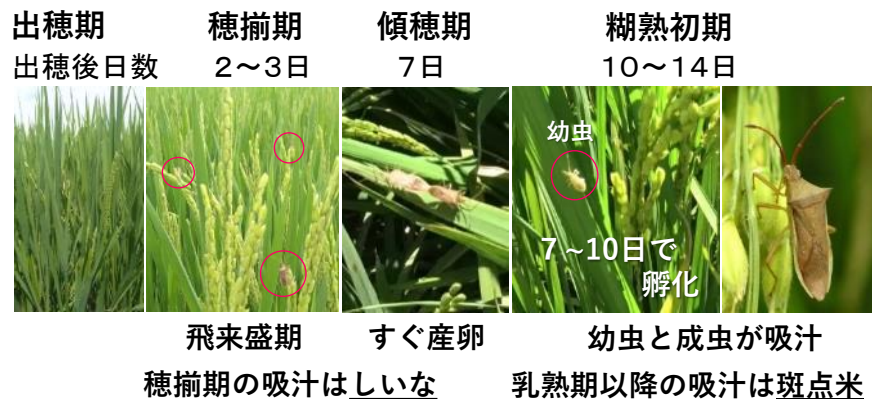 出穂期 穂揃期 傾穂期 糊熟初期
出穂後日数 2～3日 7日 10～14日
幼虫
7~10日で
孵化
飛来盛期 すぐ産卵 幼虫と成虫が吸汁
穂揃期の吸汁はしいな 乳熟期以降の吸汁は斑点米